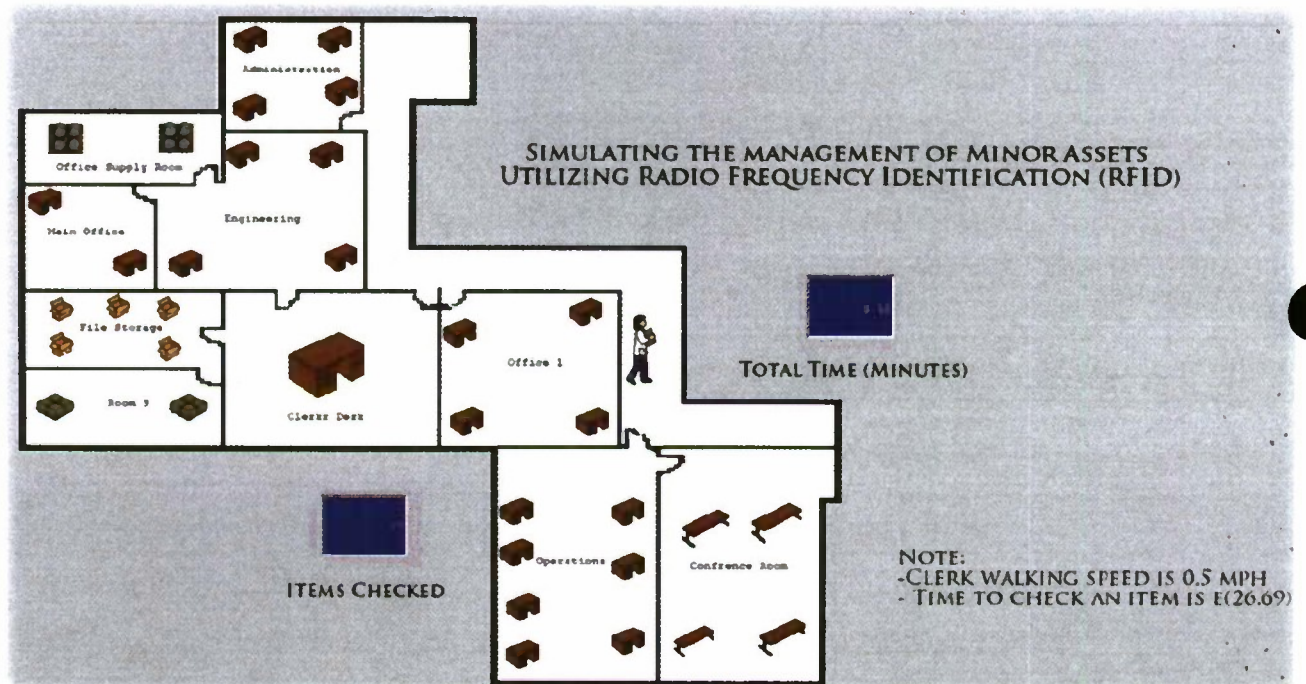 Administration
Office Supply Room
SIMULATING THE MANAGEMENT OF MINOR ASSETS
UTILIZING RADIO FREQUENCY IDENTIFICATION (RFID)
Engineering
Main Office
File Storage
Office 1
TOTAL TIME (MINUTES)
Room 9
Clerks Desk
ITEMS CHECKED
Operations
Confrence Room
NOTE:
-CLERK WALKING SPEED IS 0.5 MPH
- TIME TO CHECK AN ITEM IS E(26.69)